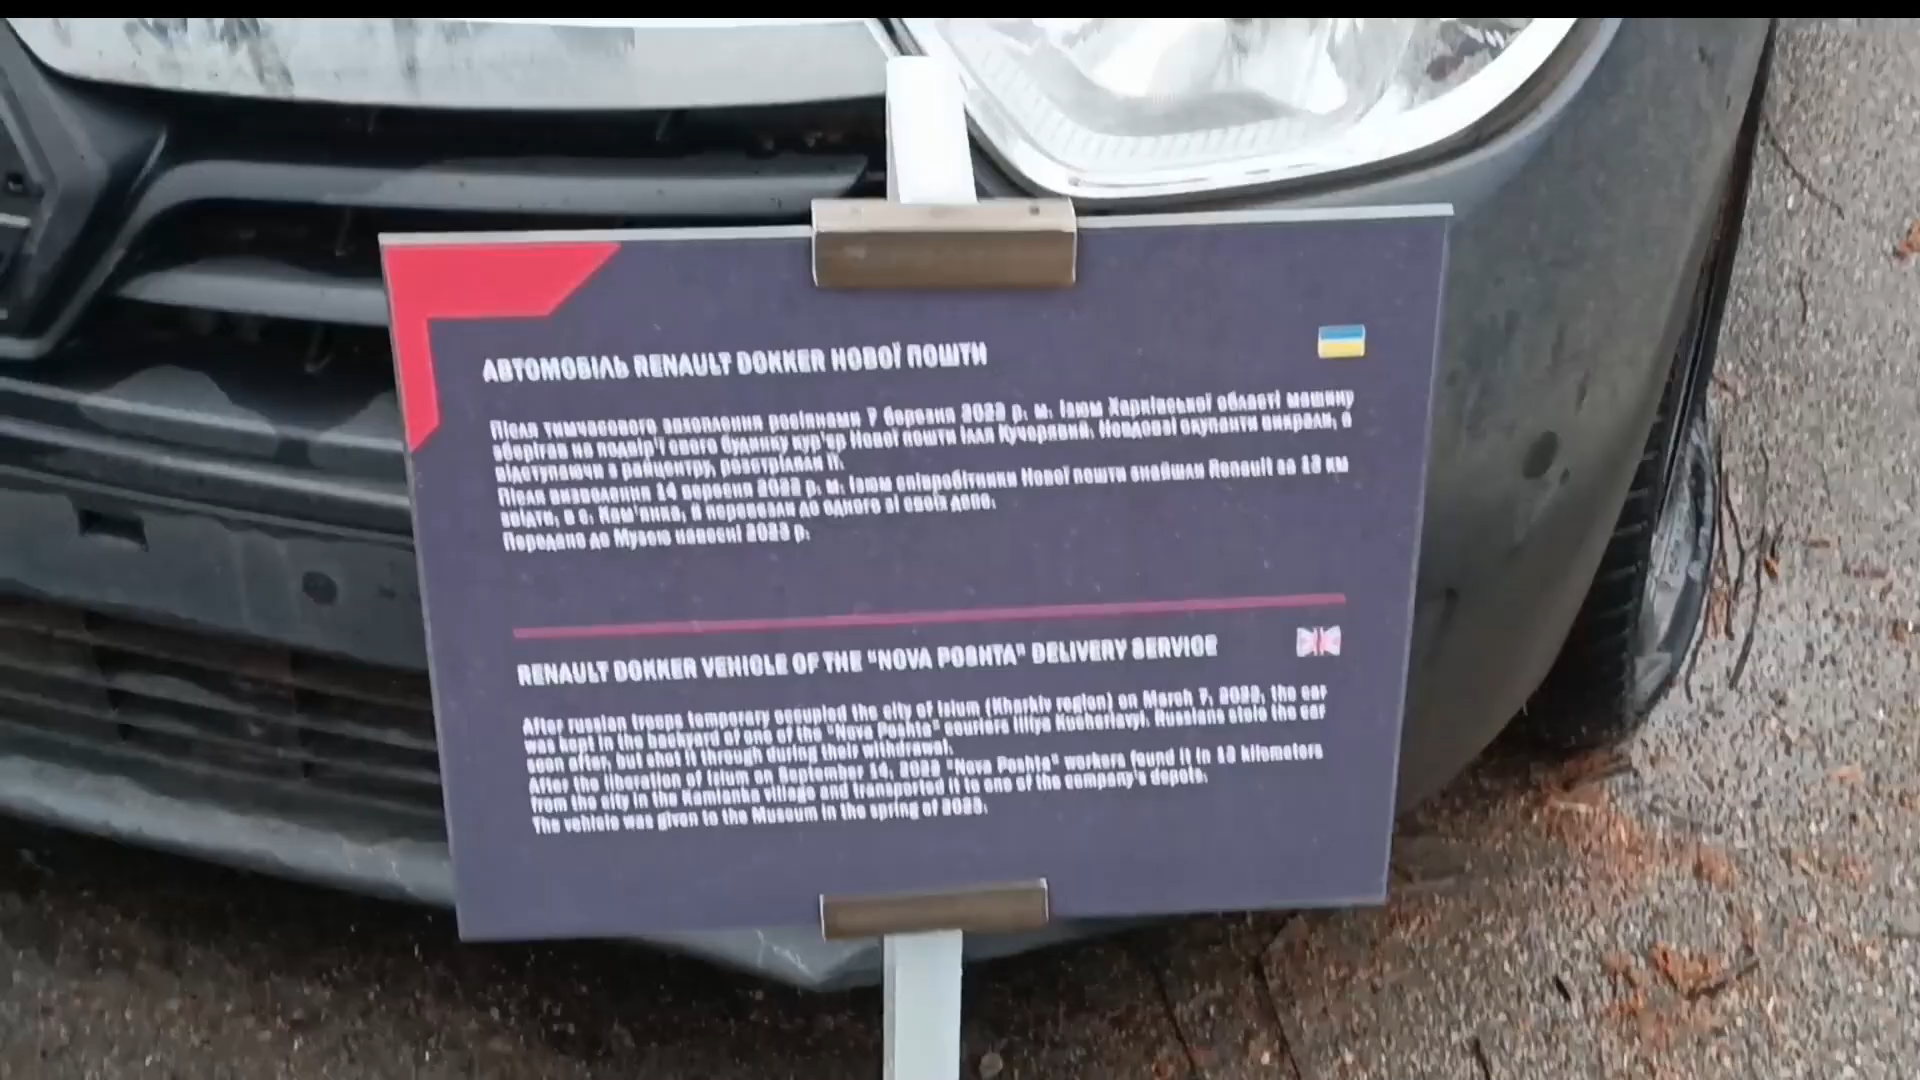 АВТОМОБІЛЬ RENAULT DOKKER НОВОЇ ПОШТИ
Після тимчасового захоплення росіянами 7 березня 2022 р. м. Ізюм Харківської області машину
зберігав на подвір'ї свого будинку кур'єр Нової пошти Ілля Кучерявий. Невдовзі окупанти викрали, а
відступаючи з райцентру, розстріляли її.
Після визволення 14 вересня 2022 р. м. Ізюм співробітники Нової пошти знайшли Renault за 12 км
звідти, в с. Кам'янка, й перевезли до одного зі своїх депо.
Передано до Музею навесні 2023 р.
RENAULT DOKKER VEHICLE OF THE "NOVA POSHTA" DELIVERY SERVICE
After russian troops temporary occupied the city of Izium (Kharkiv region) on March 7, 2022, the car
was kept in the backyard of one of the "Nova Poshta" couriers Illiya Kucheriavyi. Russians stole the car
soon after, but shot it through during their withdrawal.
After the liberation of Izium on September 14, 2022 "Nova Poshta" workers found it in 12 kilometers
from the city in the Kamianka village and transported it to one of the company's depots.
The vehicle was given to the Museum in the spring of 2023.